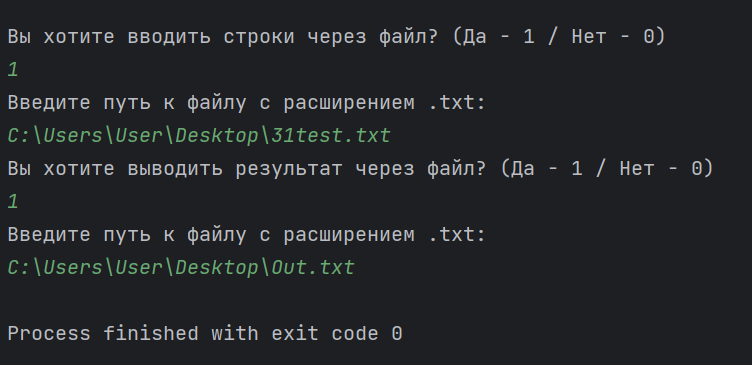 Вы хотите вводить строки через файл? (Да - 1 / Нет - 0)
1
Введите путь к файлу с расширением .txt:
C:\Users\User\Desktop\31test.txt
Вы хотите выводить результат через файл? (Да - 1 / Нет - 0)
1
Введите путь к файлу с расширением .txt:
C:\Users\User\Desktop\Out.txt
Process finished with exit code 0